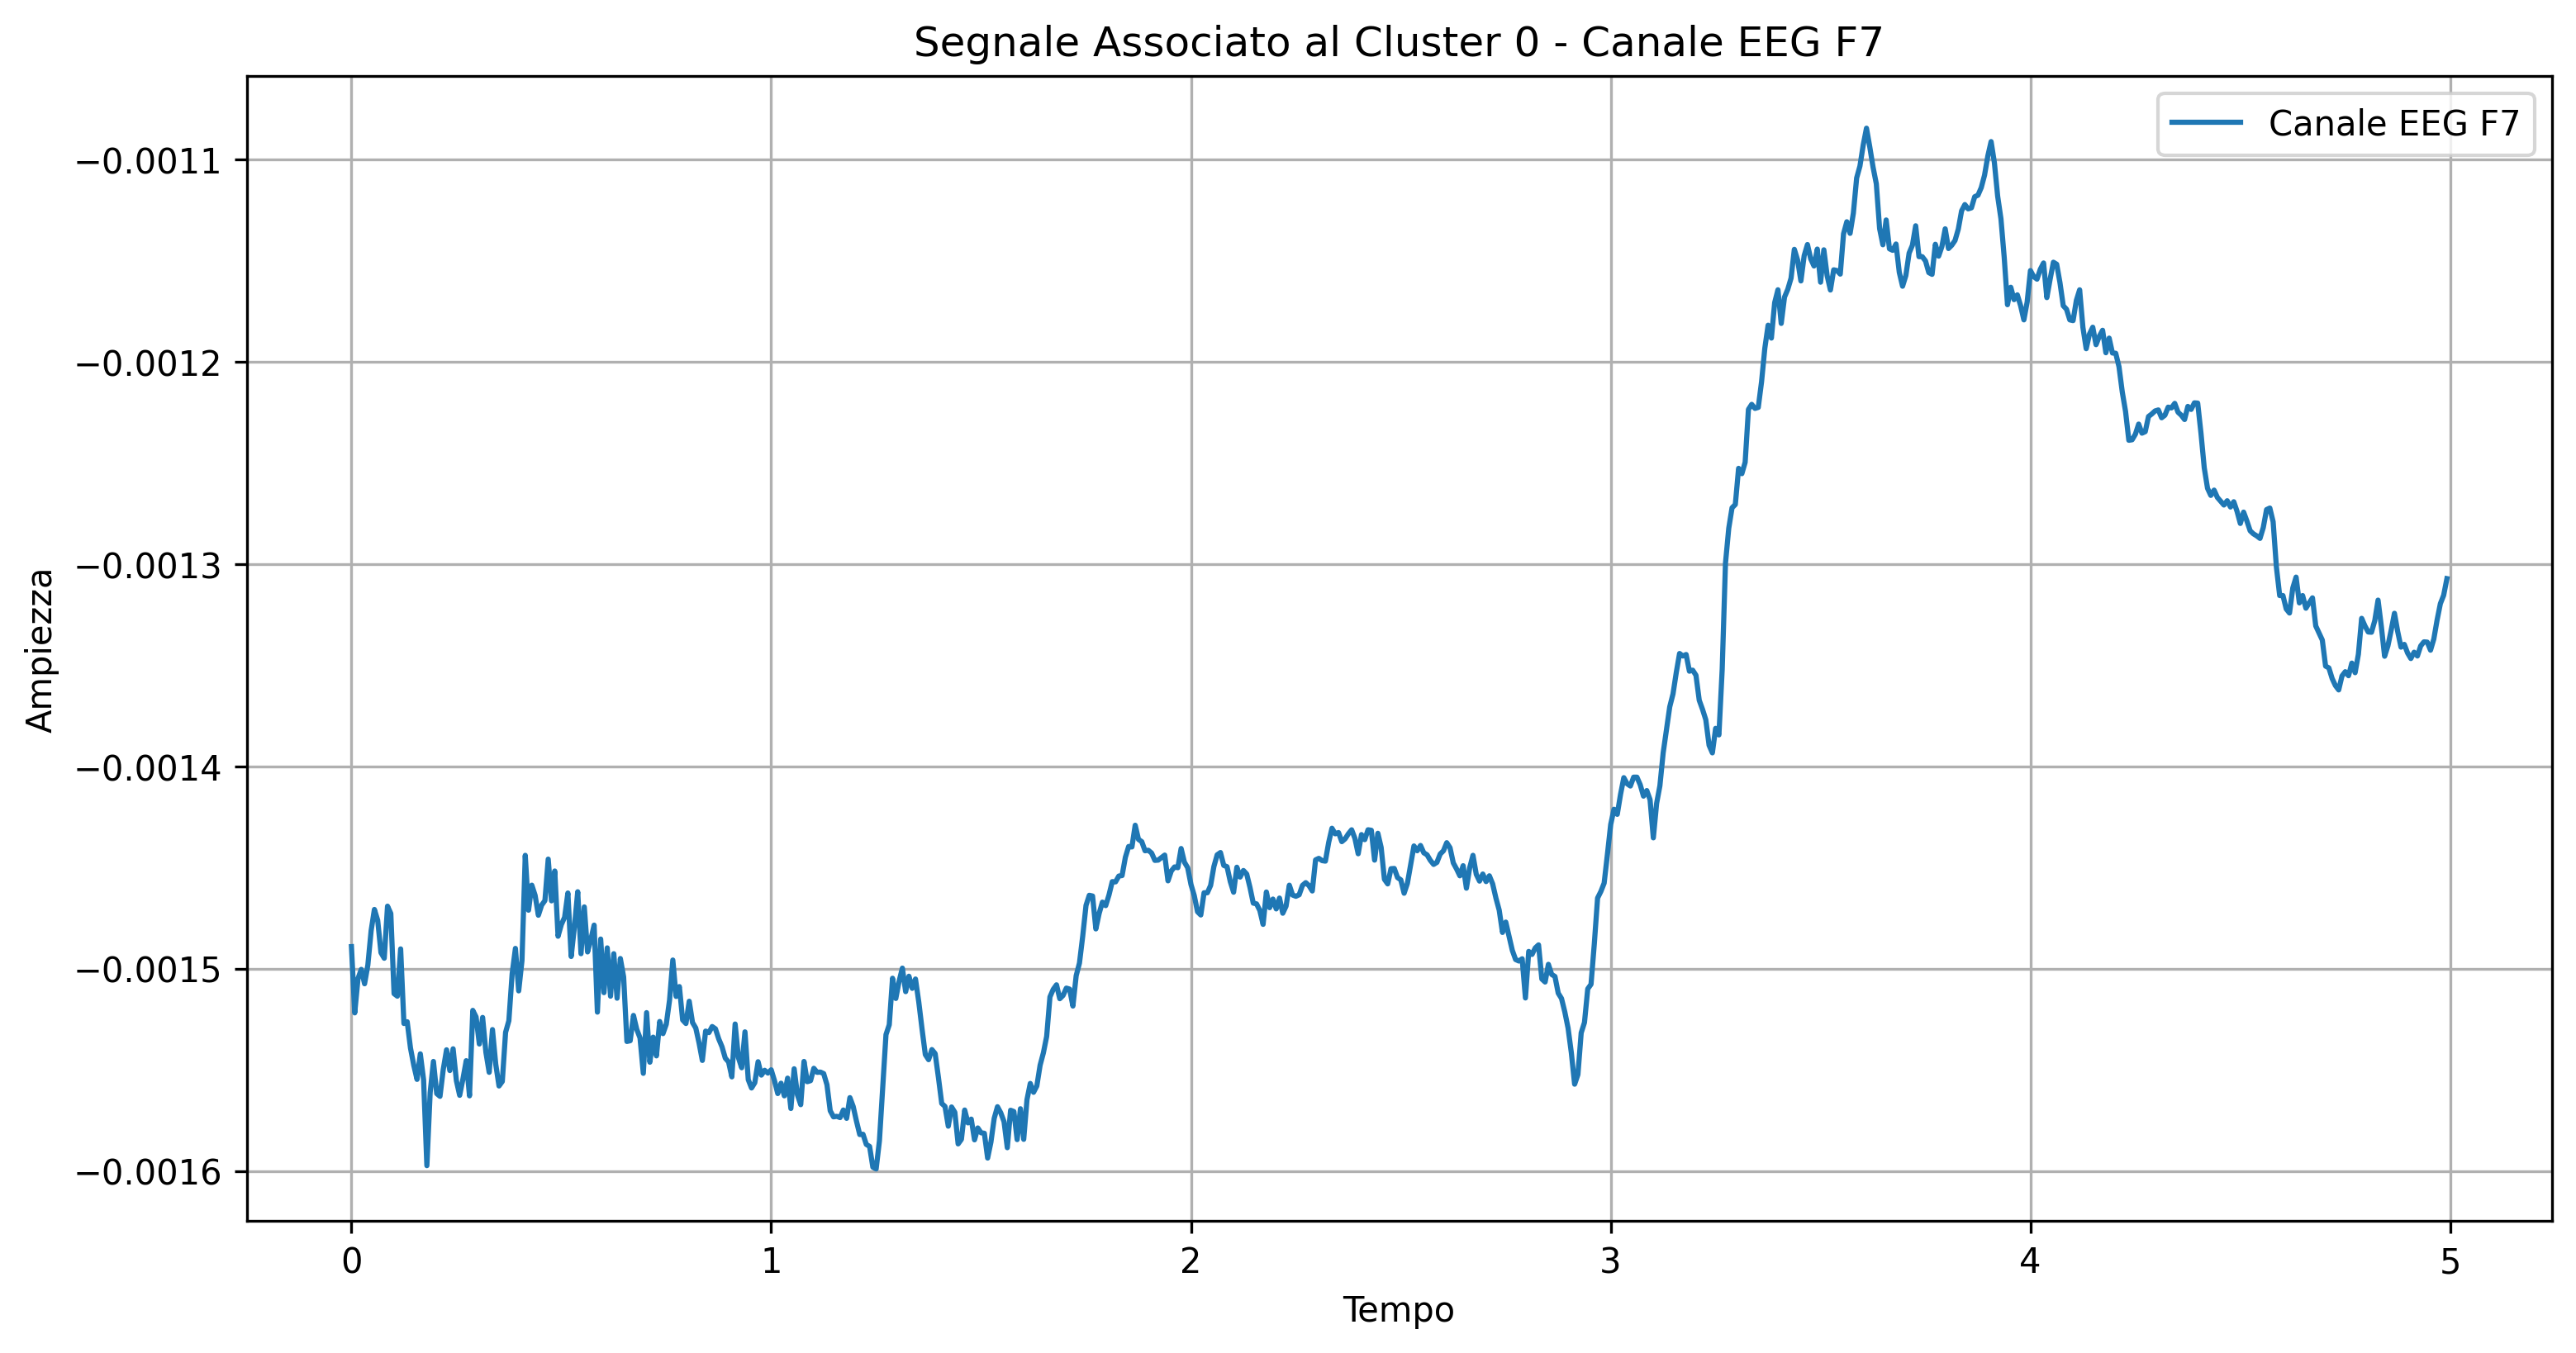 Segnale Associato al Cluster 0 - Canale EEG F7
Canale EEG F7
Ampiezza
−0.0011
−0.0012
−0.0013
−0.0014
−0.0015
−0.0016
0 1 2 3 4 5
Tempo